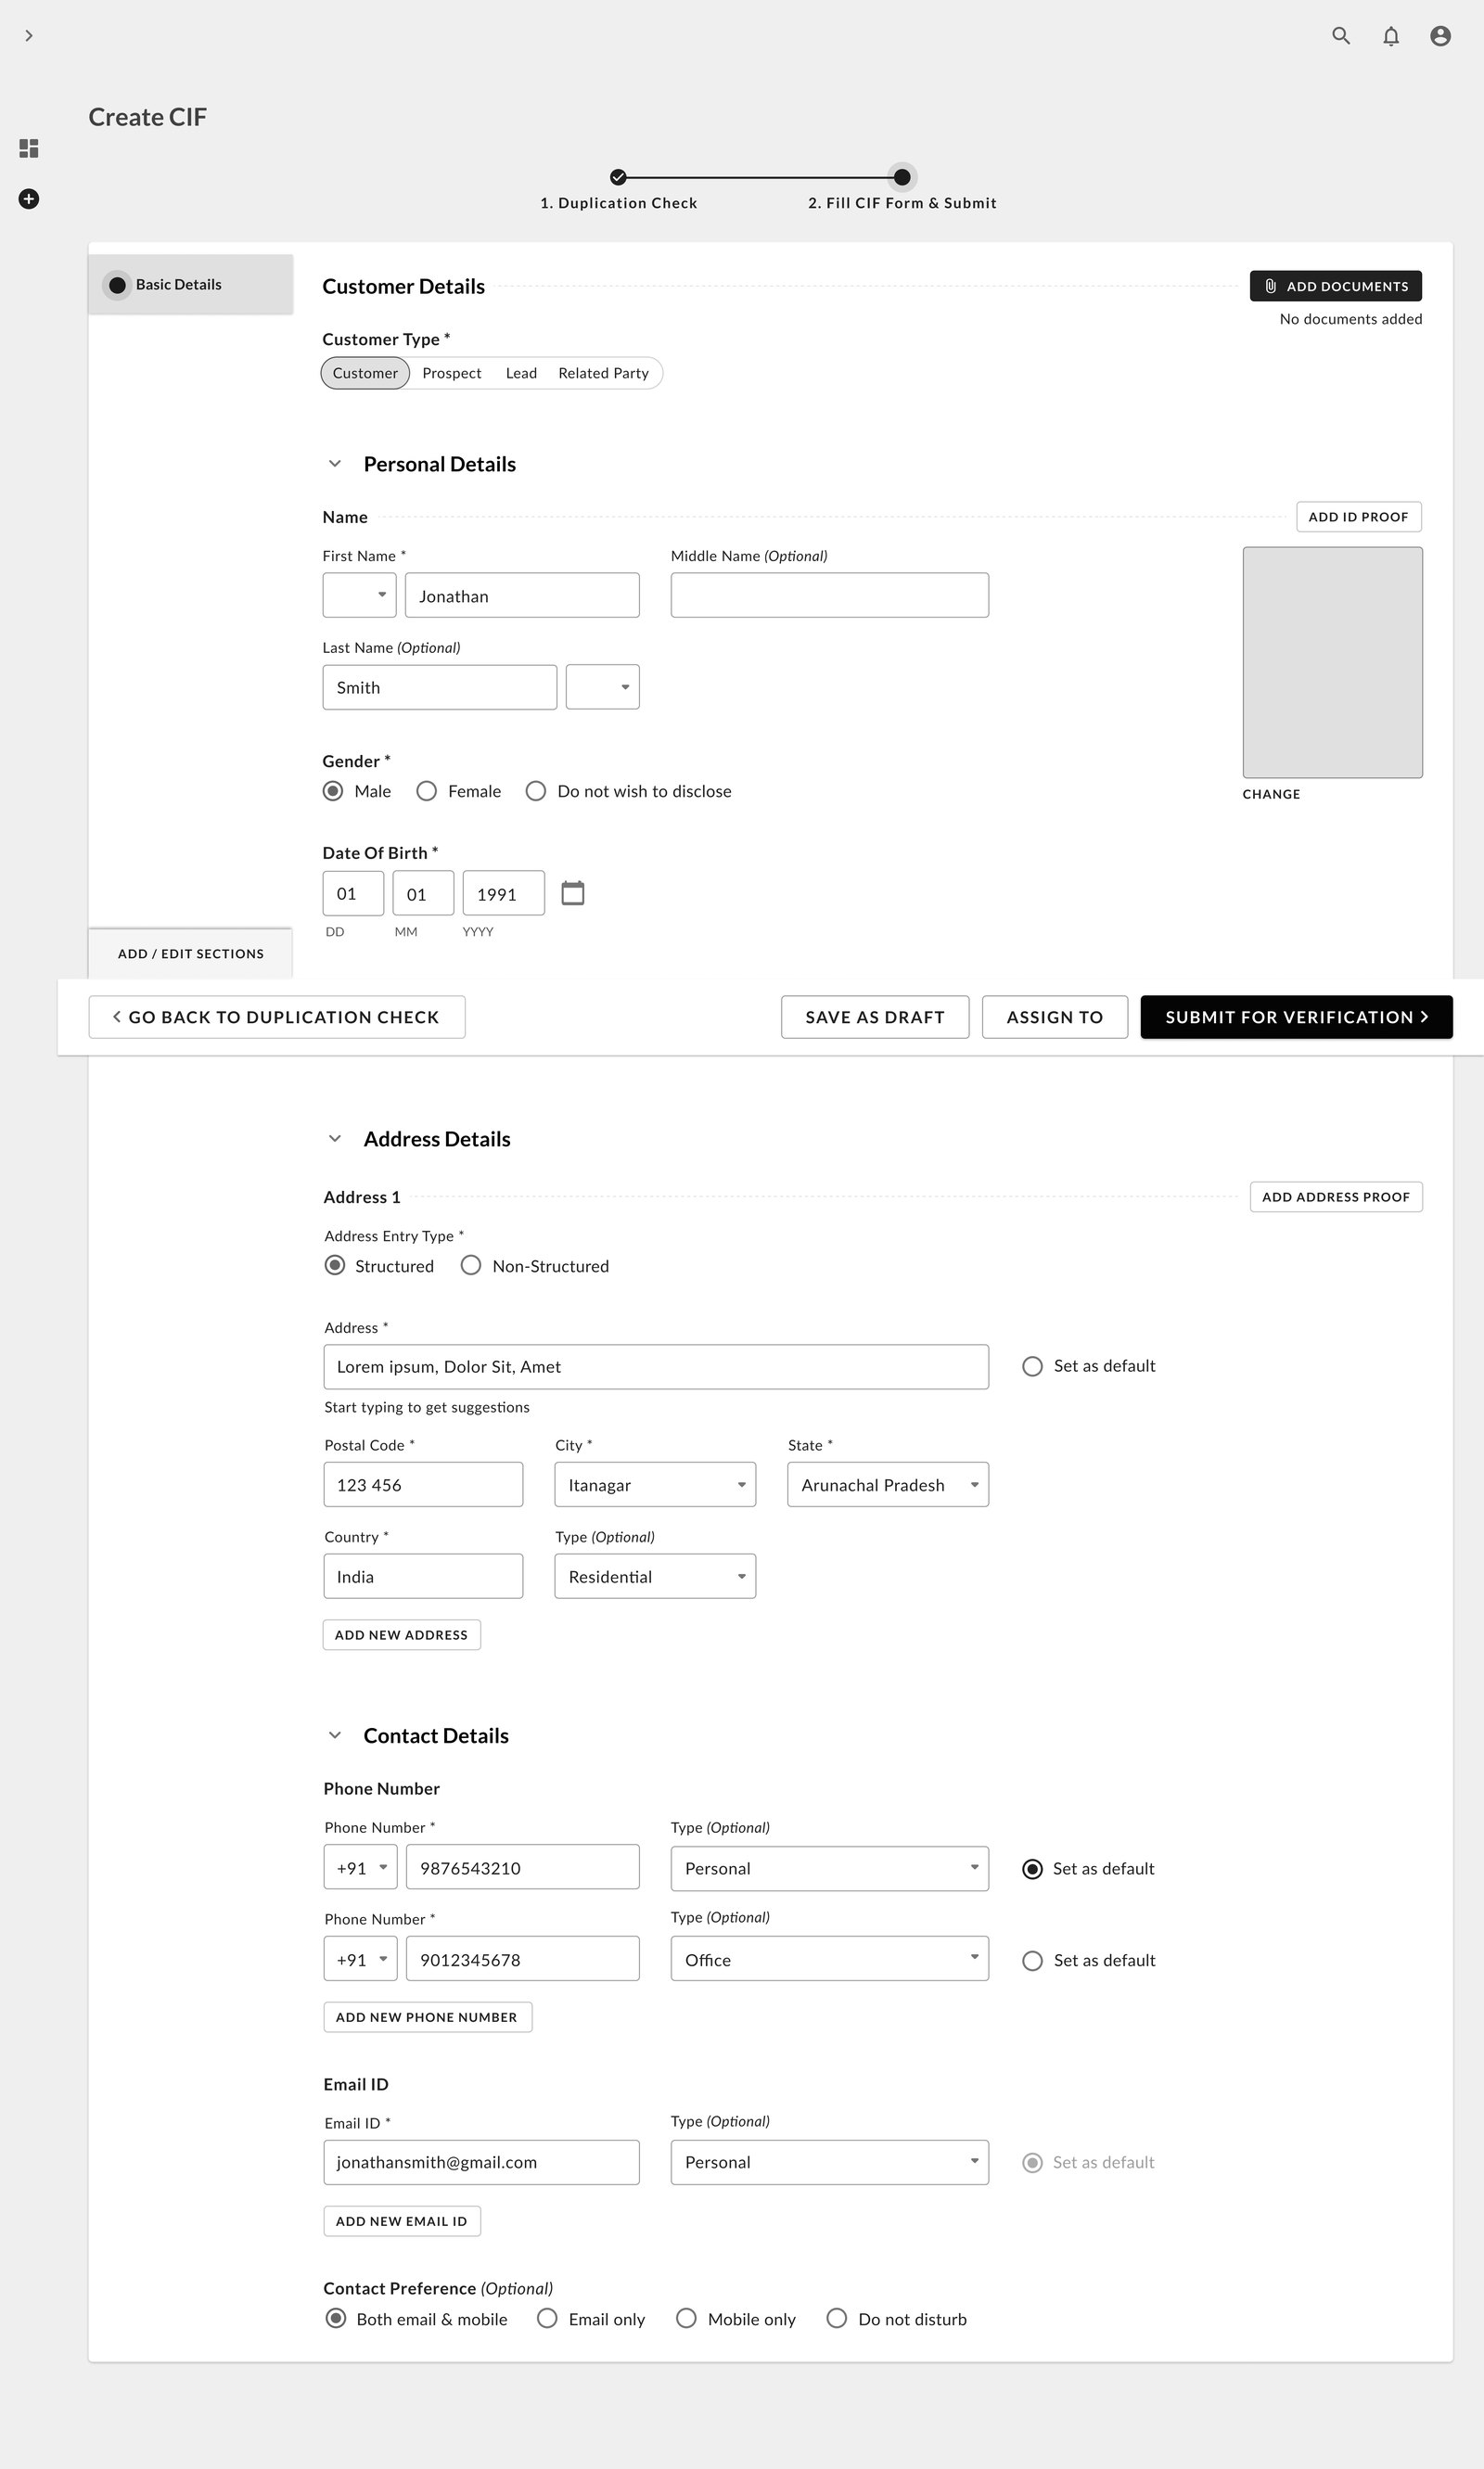 Create CIF
1. Duplication Check
2. Fill CIF Form & Submit
Basic Details
Customer Details
ADD DOCUMENTS
No documents added
Customer Type *
Customer Prospect Lead Related Party
Personal Details
Name
ADD ID PROOF
First Name * Middle Name (Optional)
Jonathan
Last Name (Optional)
Smith
Gender *
Male Female Do not wish to disclose
CHANGE
Date Of Birth *
01 01 1991
DD MM YYYY
ADD / EDIT SECTIONS
GO BACK TO DUPLICATION CHECK SAVE AS DRAFT ASSIGN TO SUBMIT FOR VERIFICATION
Address Details
Address 1
ADD ADDRESS PROOF
Address Entry Type *
Structured Non-Structured
Address *
Lorem ipsum, Dolor Sit, Amet Set as default
Start typing to get suggestions
Postal Code * City * State *
123 456 Itanagar Arunachal Pradesh
Country * Type (Optional)
India Residential
ADD NEW ADDRESS
Contact Details
Phone Number
Phone Number * Type (Optional)
+91 9876543210 Personal Set as default
Phone Number * Type (Optional)
+91 9012345678 Office Set as default
ADD NEW PHONE NUMBER
Email ID
Email ID * Type (Optional)
jonathansmith@gmail.com Personal Set as default
ADD NEW EMAIL ID
Contact Preference (Optional)
Both email & mobile Email only Mobile only Do not disturb